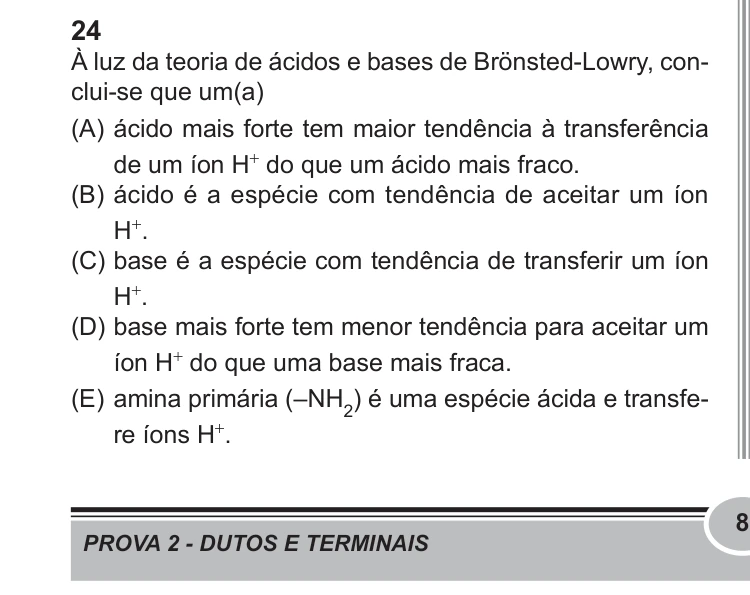 24
À luz da teoria de ácidos e bases de Brönsted-Lowry, con-
clui-se que um(a)
(A) ácido mais forte tem maior tendência à transferência
de um íon H⁺ do que um ácido mais fraco.
(B) ácido é a espécie com tendência de aceitar um íon
H⁺.
(C) base é a espécie com tendência de transferir um íon
H⁺.
(D) base mais forte tem menor tendência para aceitar um
íon H⁺ do que uma base mais fraca.
(E) amina primária (–NH₂) é uma espécie ácida e transfe-
re íons H⁺.
PROVA 2 - DUTOS E TERMINAIS
8